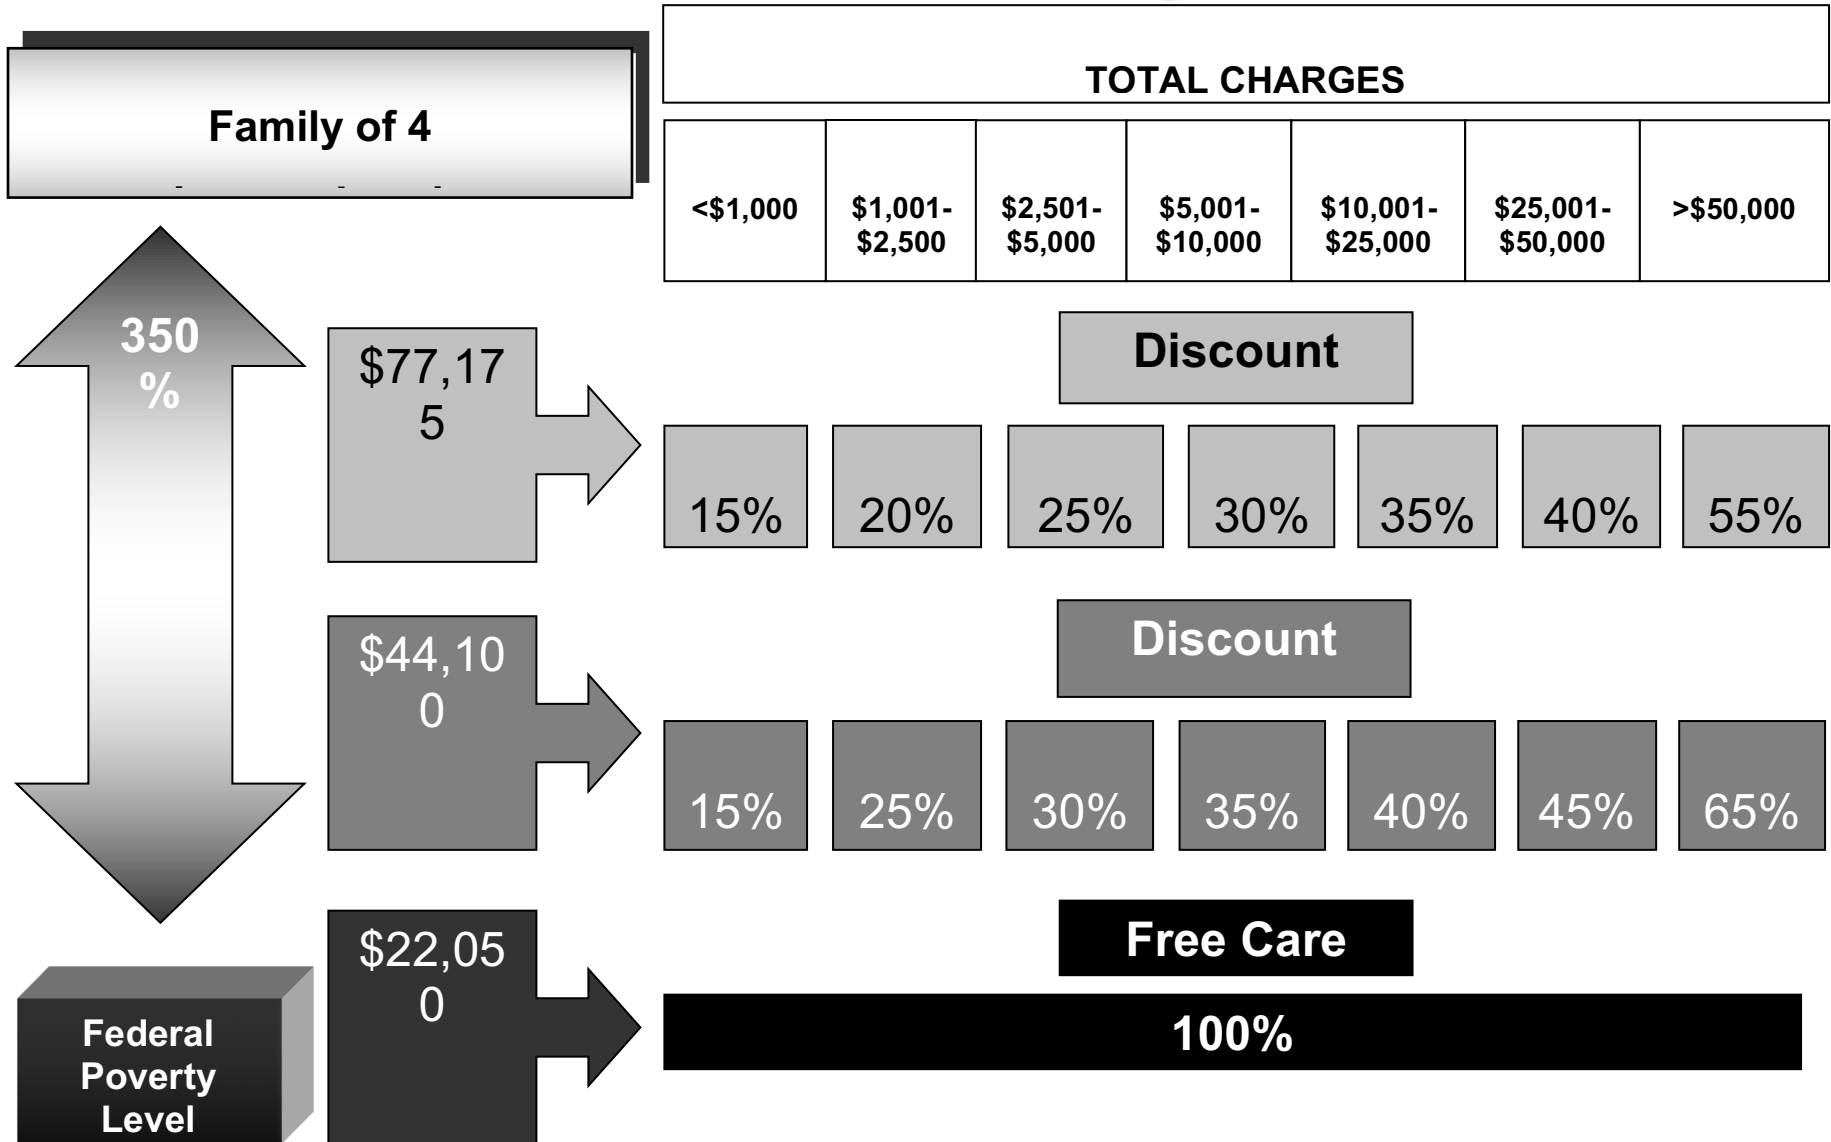 Family of 4
TOTAL CHARGES
<$1,000
$1,001-
$2,500
$2,501-
$5,000
$5,001-
$10,000
$10,001-
$25,000
$25,001-
$50,000
>$50,000
350
%
$77,17
5
Discount
15% 20% 25% 30% 35% 40% 55%
$44,10
0
Discount
15% 25% 30% 35% 40% 45% 65%
$22,05
0
Free Care
100%
Federal
Poverty
Level